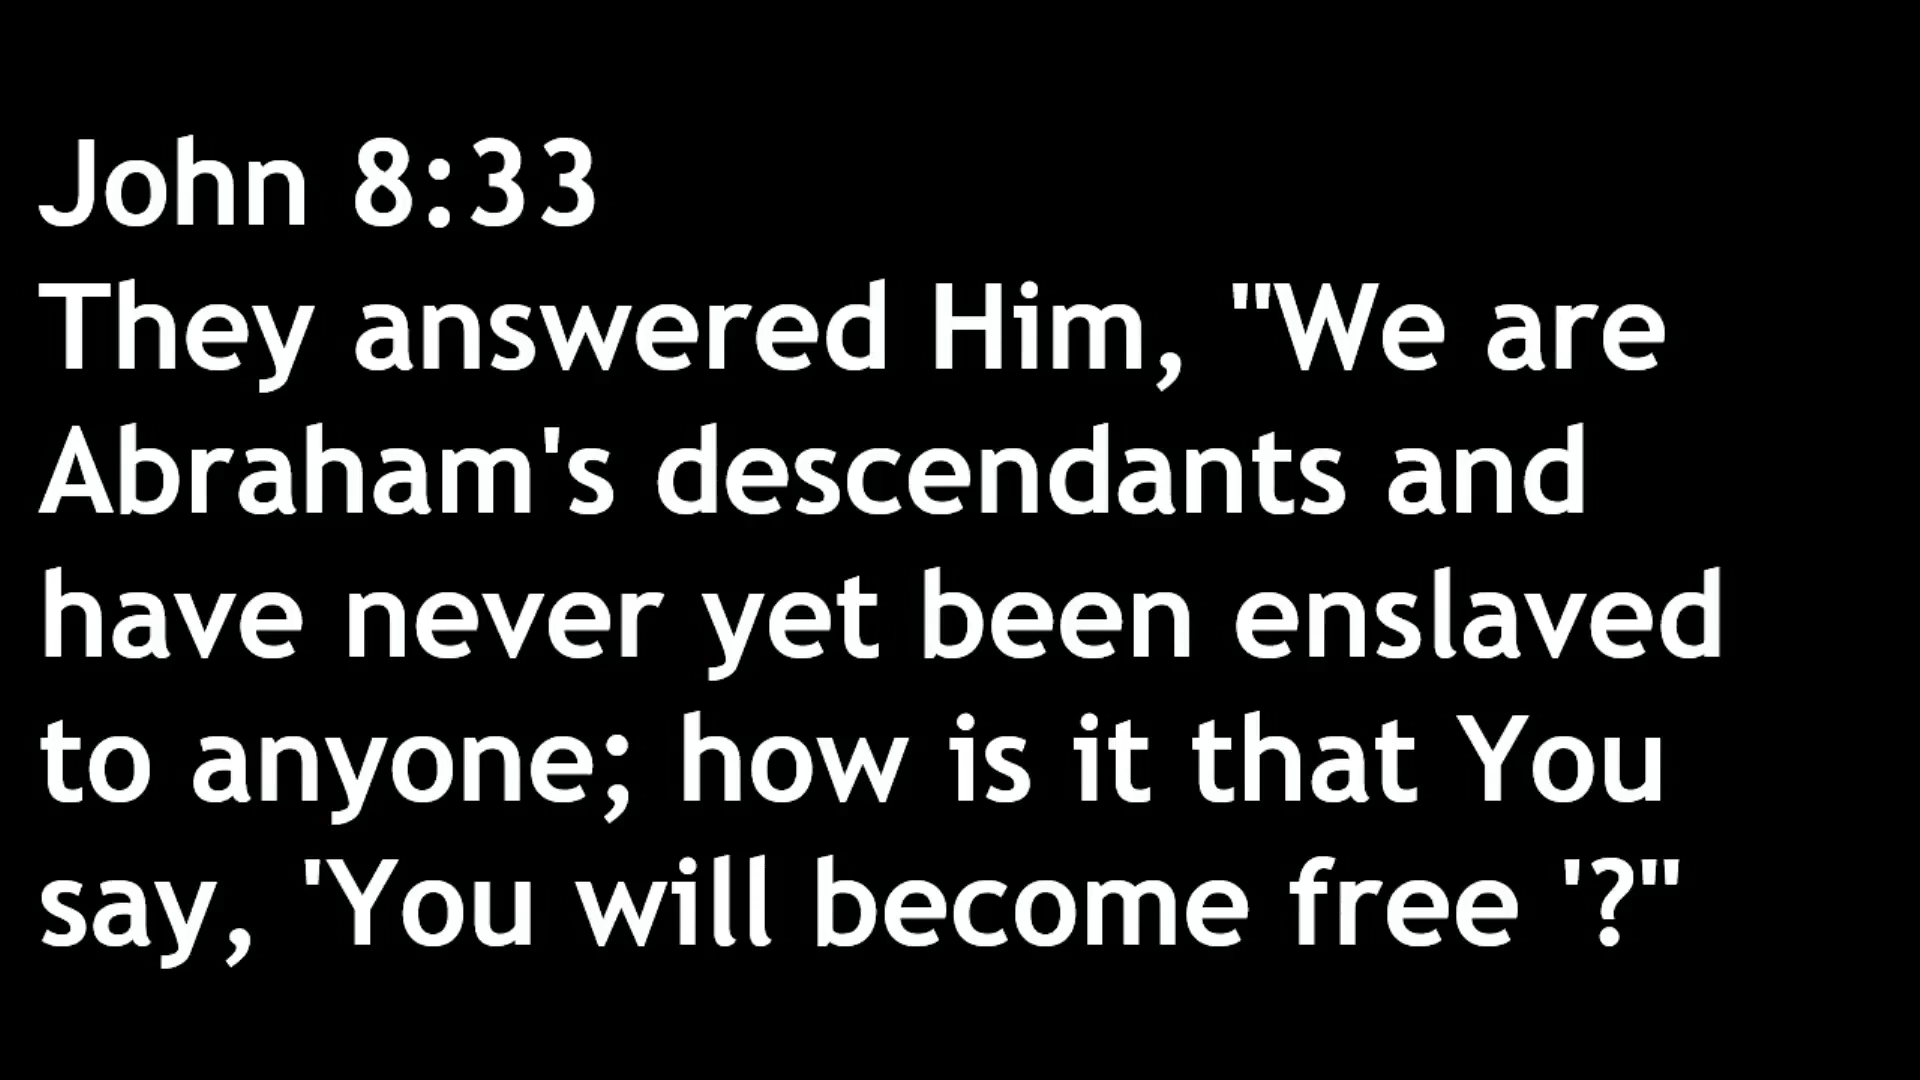 John 8:33
They answered Him, "We are
Abraham's descendants and
have never yet been enslaved
to anyone; how is it that You
say, 'You will become free '?"